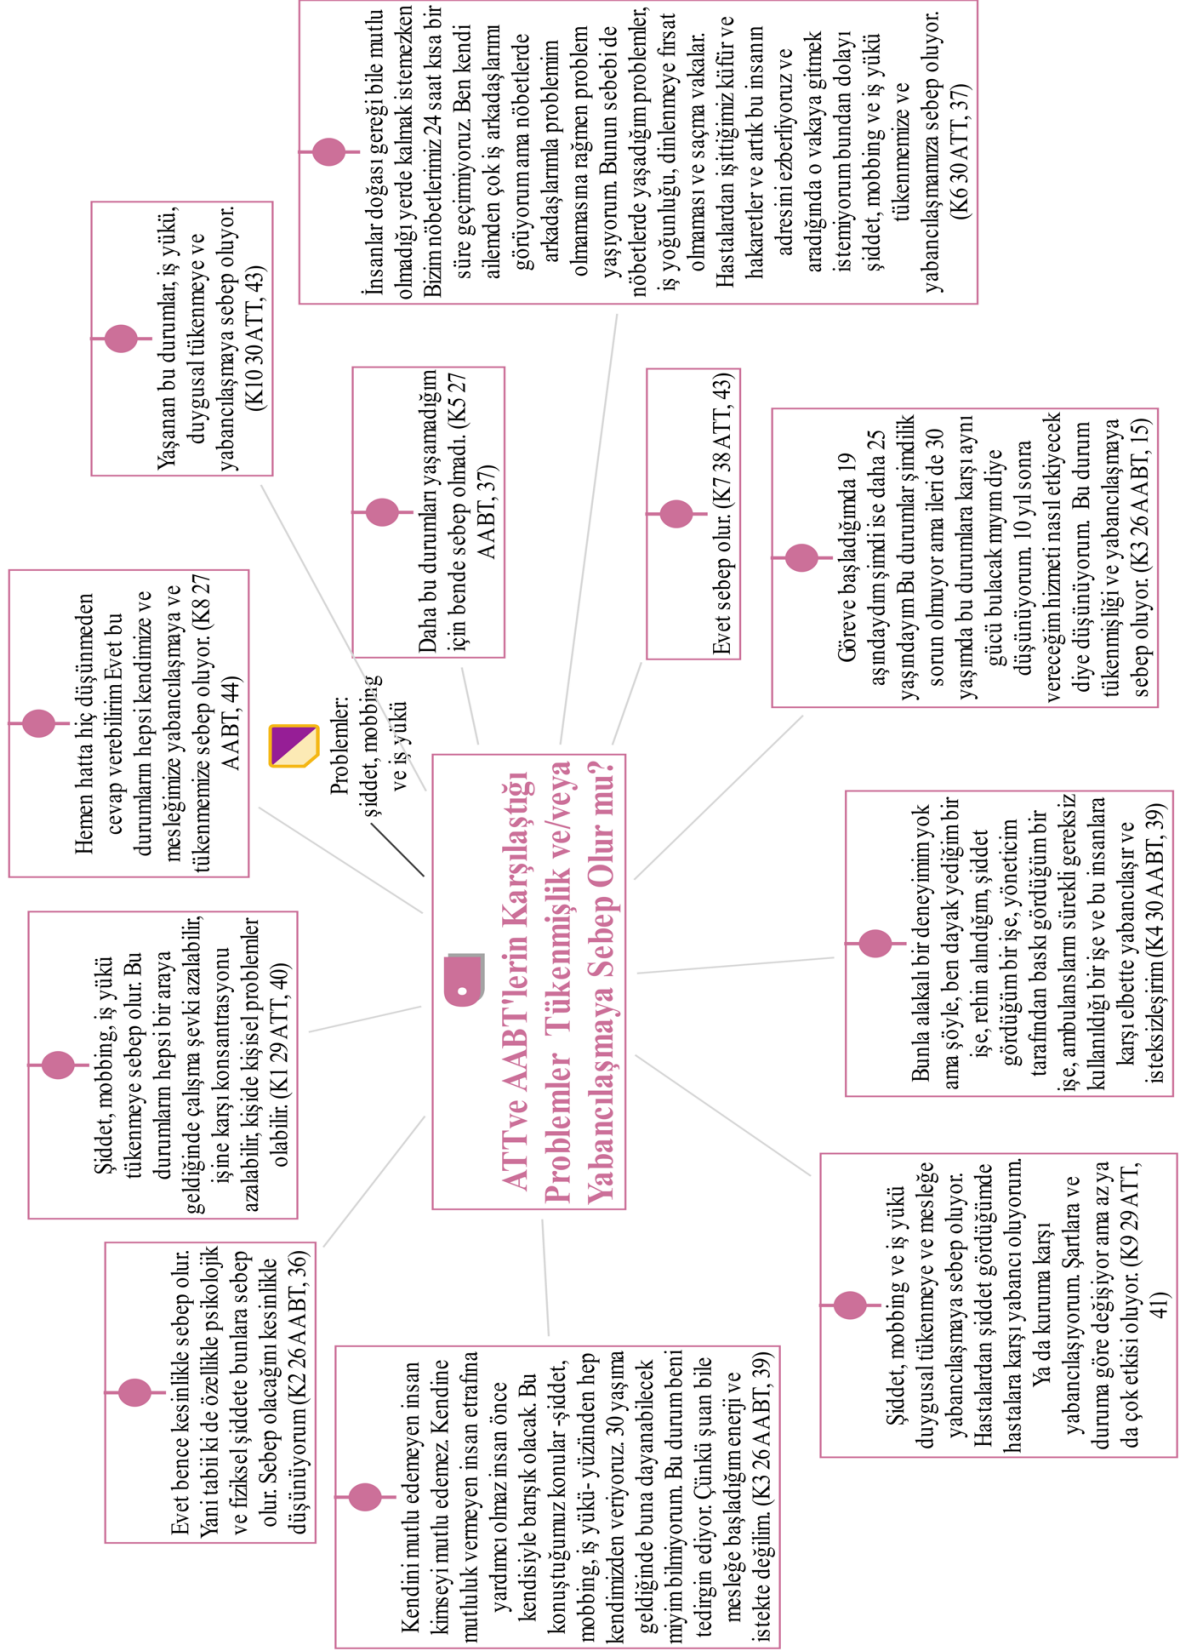 Evet bence kesinlikle sebep olur.
Yani tabii ki de özellikle psikolojik
ve fiziksel şiddete bunlara sebep
olur. Sebep olacağını kesinlikle
düşünüyorum (K2 26 AABT, 36)
Şiddet, mobbing, iş yükü
tükenmeye sebep olur. Bu
durumların hepsi bir araya
geldiğinde çalışma şevki azalabilir,
işine karşı konsantrasyonu
azalabilir, kişide kişisel problemler
olabilir. (K1 29 ATT, 40)
Hemen hatta hiç düşünmeden
cevap verebilirim Evet bu
durumların hepsi kendimize ve
mesleğimize yabancılaşmaya ve
tükenmemize sebep oluyor. (K8 27
AABT, 44)
Yaşanan bu durumlar, iş yükü,
duygusal tükenmeye ve
yabancılaşmaya sebep oluyor.
(K10 30 ATT, 43)
İnsanlar doğası gereği bile mutlu
olmadığı yerde kalmak istemezken
Bizim nöbetlerimiz 24 saat kısa bir
süre geçirmiyoruz. Ben kendi
ailemden çok iş arkadaşlarımı
görüyorum ama nöbetlerde
arkadaşlarımla problemim
olmamasına rağmen problem
yaşıyorum. Bunun sebebi de
nöbetlerde yaşadığım problemler,
iş yoğunluğu, dinlenmeye fırsat
olmaması ve saçma vakalar.
Hastalardan işittiğimiz küfür ve
hakaretler ve artık bu insanın
adresini ezberliyoruz ve
aradığında o vakaya gitmek
istemiyorum bundan dolayı
şiddet, mobbing ve iş yükü
tükenmemize ve
yabancılaşmamıza sebep oluyor.
(K6 30 ATT, 37)
Problemler:
şiddet, mobbing
ve iş yükü
Daha bu durumları yaşamadığım
için bende sebep olmadı. (K5 27
AABT, 37)
Kendini mutlu edemeyen insan
kimseyi mutlu edemez. Kendine
mutluluk vermeyen insan etrafına
yardımcı olmaz insan önce
kendisiyle barışık olacak. Bu
konuştuğumuz konular -şiddet,
mobbing, iş yükü- yüzünden hep
kendimizden veriyoruz. 30 yaşıma
geldiğinde buna dayanabilecek
miyim bilmiyorum. Bu durum beni
tedirgin ediyor. Çünkü şuan bile
mesleğe başladığım enerji ve
istekte değilim. (K3 26 AABT, 39)
ATTve AABT'lerin Karşılaştığı
Problemler Tükenmişlik ve/veya
Yabancılaşmaya Sebep Olur mu?
Evet sebep olur. (K7 38 ATT, 43)
Göreve başladığımda 19
aşındaydım şimdi ise daha 25
yaşındayım Bu durumlar şimdilik
sorun olmuyor ama ileri de 30
yaşımda bu durumlara karşı aynı
gücü bulacak mıyım diye
düşünüyorum. 10 yıl sonra
vereceğim hizmeti nasıl etkiyecek
diye düşünüyorum. Bu durum
tükenmişliği ve yabancılaşmaya
sebep oluyor. (K3 26 AABT, 15)
Şiddet, mobbing ve iş yükü
duygusal tükenmeye ve mesleğe
yabancılaşmaya sebep oluyor.
Hastalardan şiddet gördüğümde
hastalara karşı yabancı oluyorum.
Ya da kuruma karşı
yabancılaşıyorum. Şartlara ve
duruma göre değişiyor ama az ya
da çok etkisi oluyor. (K9 29 ATT,
41)
Bunla alakalı bir deneyimim yok
ama şöyle, ben dayak yediğim bir
işe, rehin alındığım, şiddet
gördüğüm bir işe, yöneticim
tarafından baskı gördüğüm bir
işe, ambulansların sürekli gereksiz
kullanıldığı bir işe ve bu insanlara
karşı elbette yabancılaşır ve
isteksizleşirim (K4 30 AABT, 39)